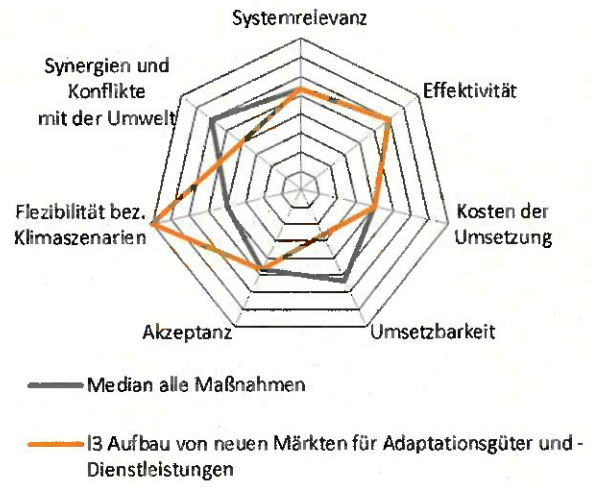 Systemrelevanz
Synergien und
Konflikte
mit der Umwelt
Effektivität
Flezibilität bez.
Klimaszenarien
Kosten der
Umsetzung
Akzeptanz
Umsetzbarkeit
Median alle Maßnahmen
I3 Aufbau von neuen Märkten für Adaptationsgüter und -
Dienstleistungen